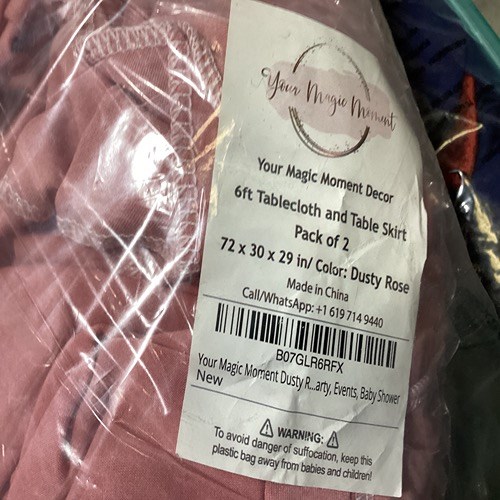 Your Magic Moment
Your Magic Moment Decor
6ft Tablecloth and Table Skirt
Pack of 2
72 x 30 x 29 in/ Color: Dusty Rose
Made in China
Call/WhatsApp: +1 619 714 9440
B07GLR6RFX
Your Magic Moment Dusty R...arty, Events, Baby Shower
New
⚠ WARNING: ⚠
To avoid danger of suffocation, keep this
plastic bag away from babies and children!